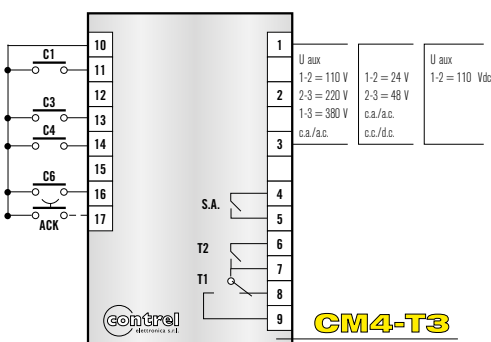 C1
C3
C4
C6
ACK
10
11
12
13
14
15
16
17
S.A.
T2
T1
1
2
3
4
5
6
7
8
9
U aux
1-2 = 110 V
2-3 = 220 V
1-3 = 380 V
c.a./a.c.
1-2 = 24 V
2-3 = 48 V
c.a./a.c.
c.c./d.c.
U aux
1-2 = 110 Vdc
contrel
elettronica s.r.l.
CM4-T3